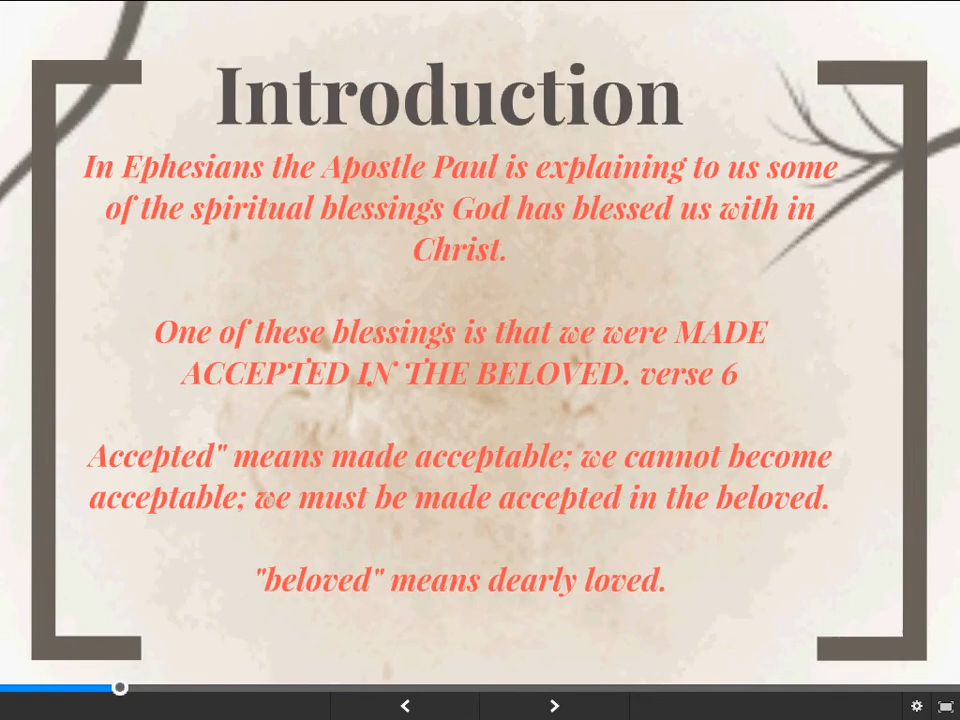 Introduction
In Ephesians the Apostle Paul is explaining to us some
of the spiritual blessings God has blessed us with in
Christ.
One of these blessings is that we were MADE
ACCEPTED IN THE BELOVED. verse 6
Accepted" means made acceptable; we cannot become
acceptable; we must be made accepted in the beloved.
"beloved" means dearly loved.